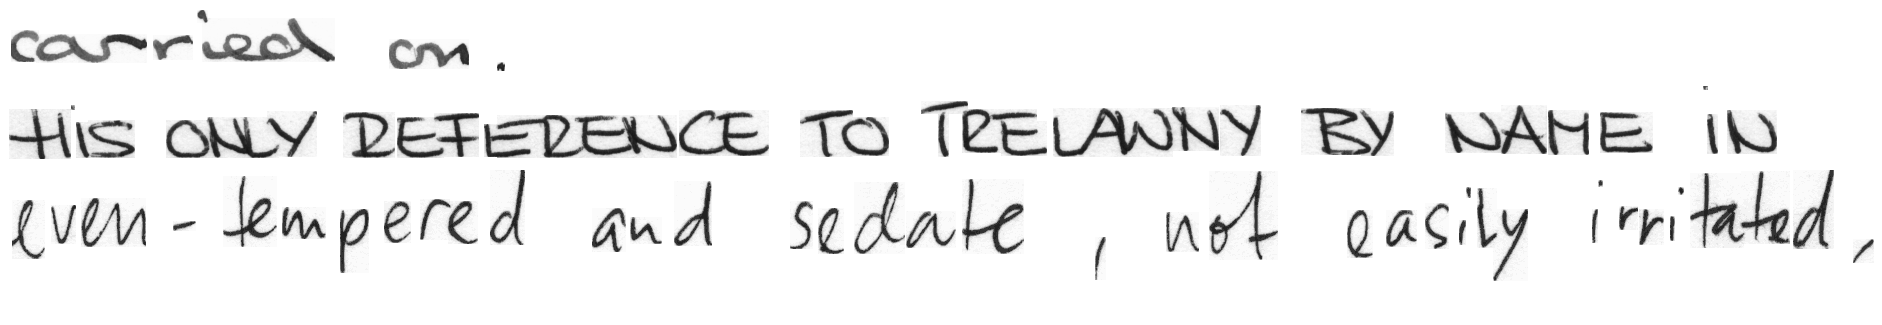 carried on.
HIS ONLY REFERENCE TO TRELAWNY BY NAME IN
even-tempered and sedate, not easily irritated,